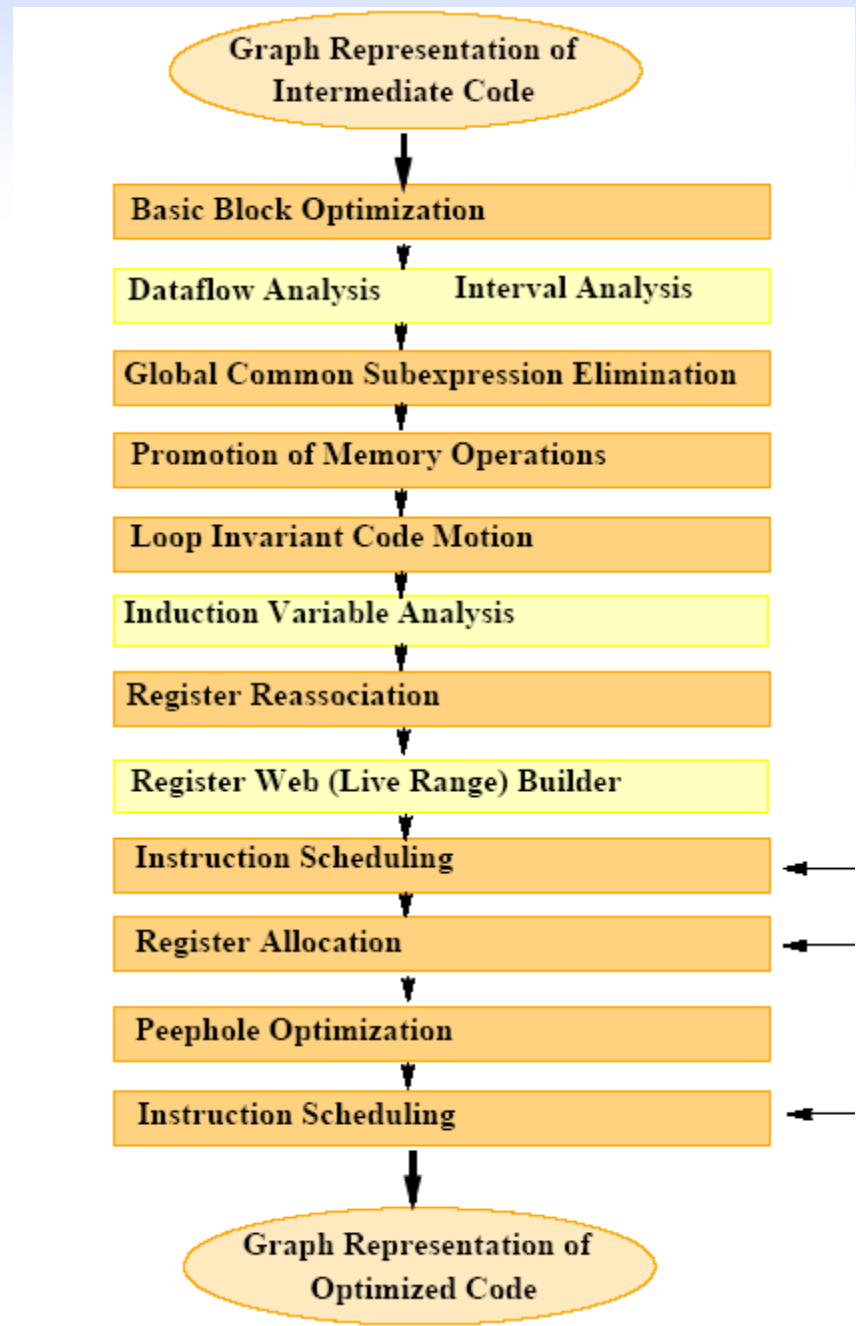 Graph Representation of
Intermediate Code
Basic Block Optimization
Dataflow Analysis Interval Analysis
Global Common Subexpression Elimination
Promotion of Memory Operations
Loop Invariant Code Motion
Induction Variable Analysis
Register Reassociation
Register Web (Live Range) Builder
Instruction Scheduling
Register Allocation
Peephole Optimization
Instruction Scheduling
Graph Representation of
Optimized Code